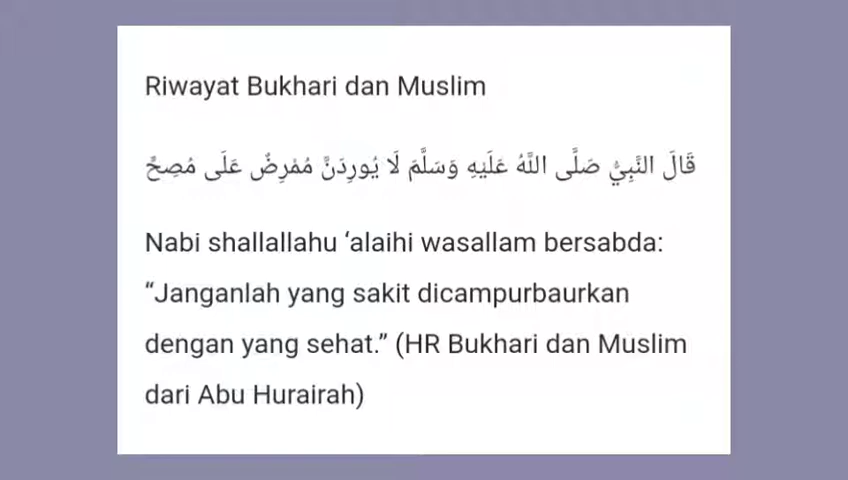 Riwayat Bukhari dan Muslim
قَالَ النَّبِيُّ صَلَّى اللَّهُ عَلَيْهِ وَسَلَّمَ لَا يُورِدَنَّ مُمْرِضٌ عَلَى مُصِحٍّ
Nabi shallallahu ‘alaihi wasallam bersabda:
“Janganlah yang sakit dicampurbaurkan
dengan yang sehat.” (HR Bukhari dan Muslim
dari Abu Hurairah)